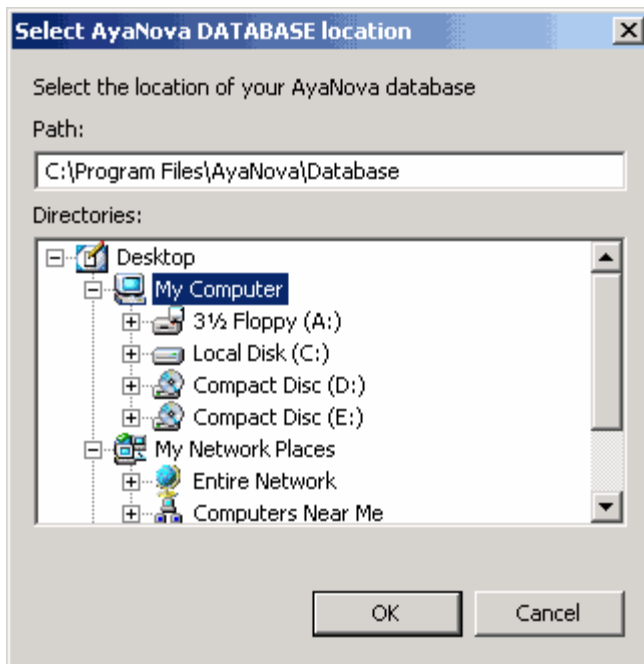 Select AyaNova DATABASE location
Select the location of your AyaNova database
Path:
C:\Program Files\AyaNova\Database
Directories:
Desktop
My Computer
3½ Floppy (A:)
Local Disk (C:)
Compact Disc (D:)
Compact Disc (E:)
My Network Places
Entire Network
Computers Near Me
OK Cancel